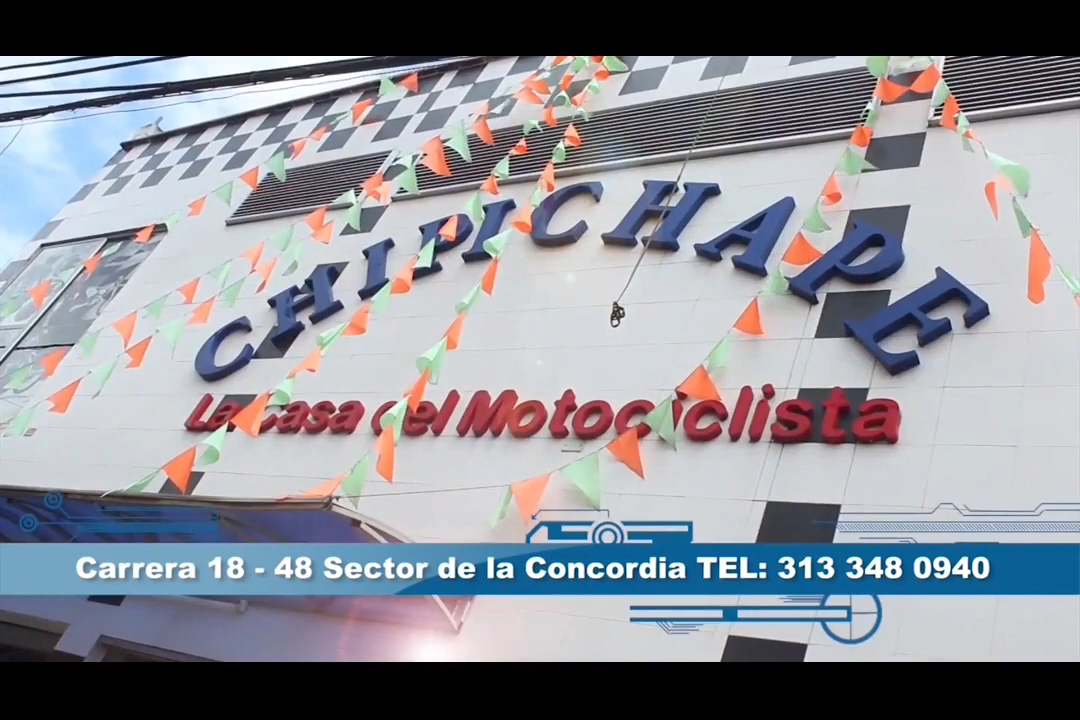 CHIPICHAPE
La Casa del Motociclista
Carrera 18 - 48 Sector de la Concordia TEL: 313 348 0940